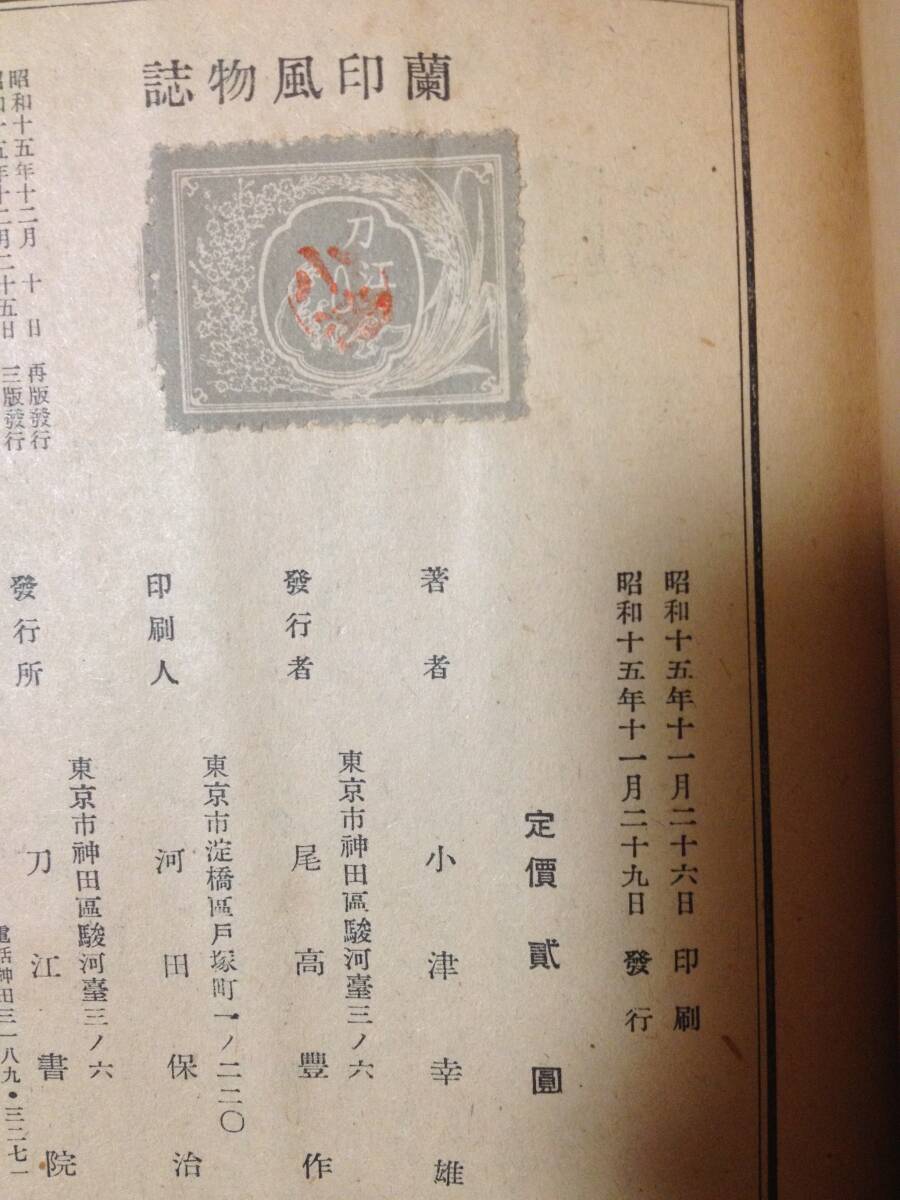 蘭印風物誌
刀江
小
昭和十五年十一月二十六日 印刷
昭和十五年十一月二十九日 發行
昭和十五年十二月 十 日 再版發行
昭和十五年十二月二十五日 三版發行
定價貳圓
著者 小津幸雄
東京市神田區駿河臺三ノ六
發行者 尾高豐作
東京市淀橋區戶塚町一ノ二二〇
印刷人 河田保治
東京市神田區駿河臺三ノ六
發行所 刀江書院
電話神田三一八九・三二七一